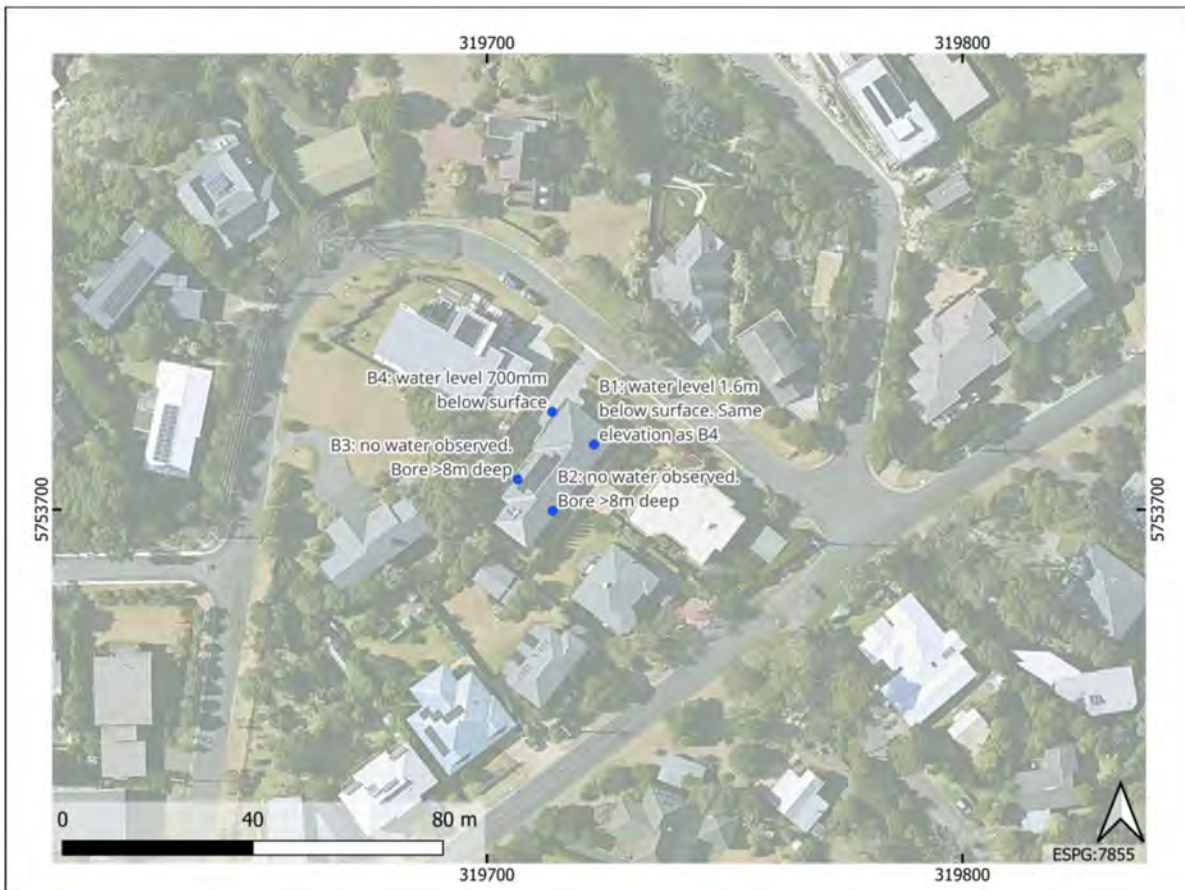 319700
319800
B4: water level 700mm
below surface
B1: water level 1.6m
below surface. Same
elevation as B4
B3: no water observed.
Bore >8m deep
B2: no water observed.
Bore >8m deep
5753700
5753700
0 40 80 m
ESPG:7855
319700
319800